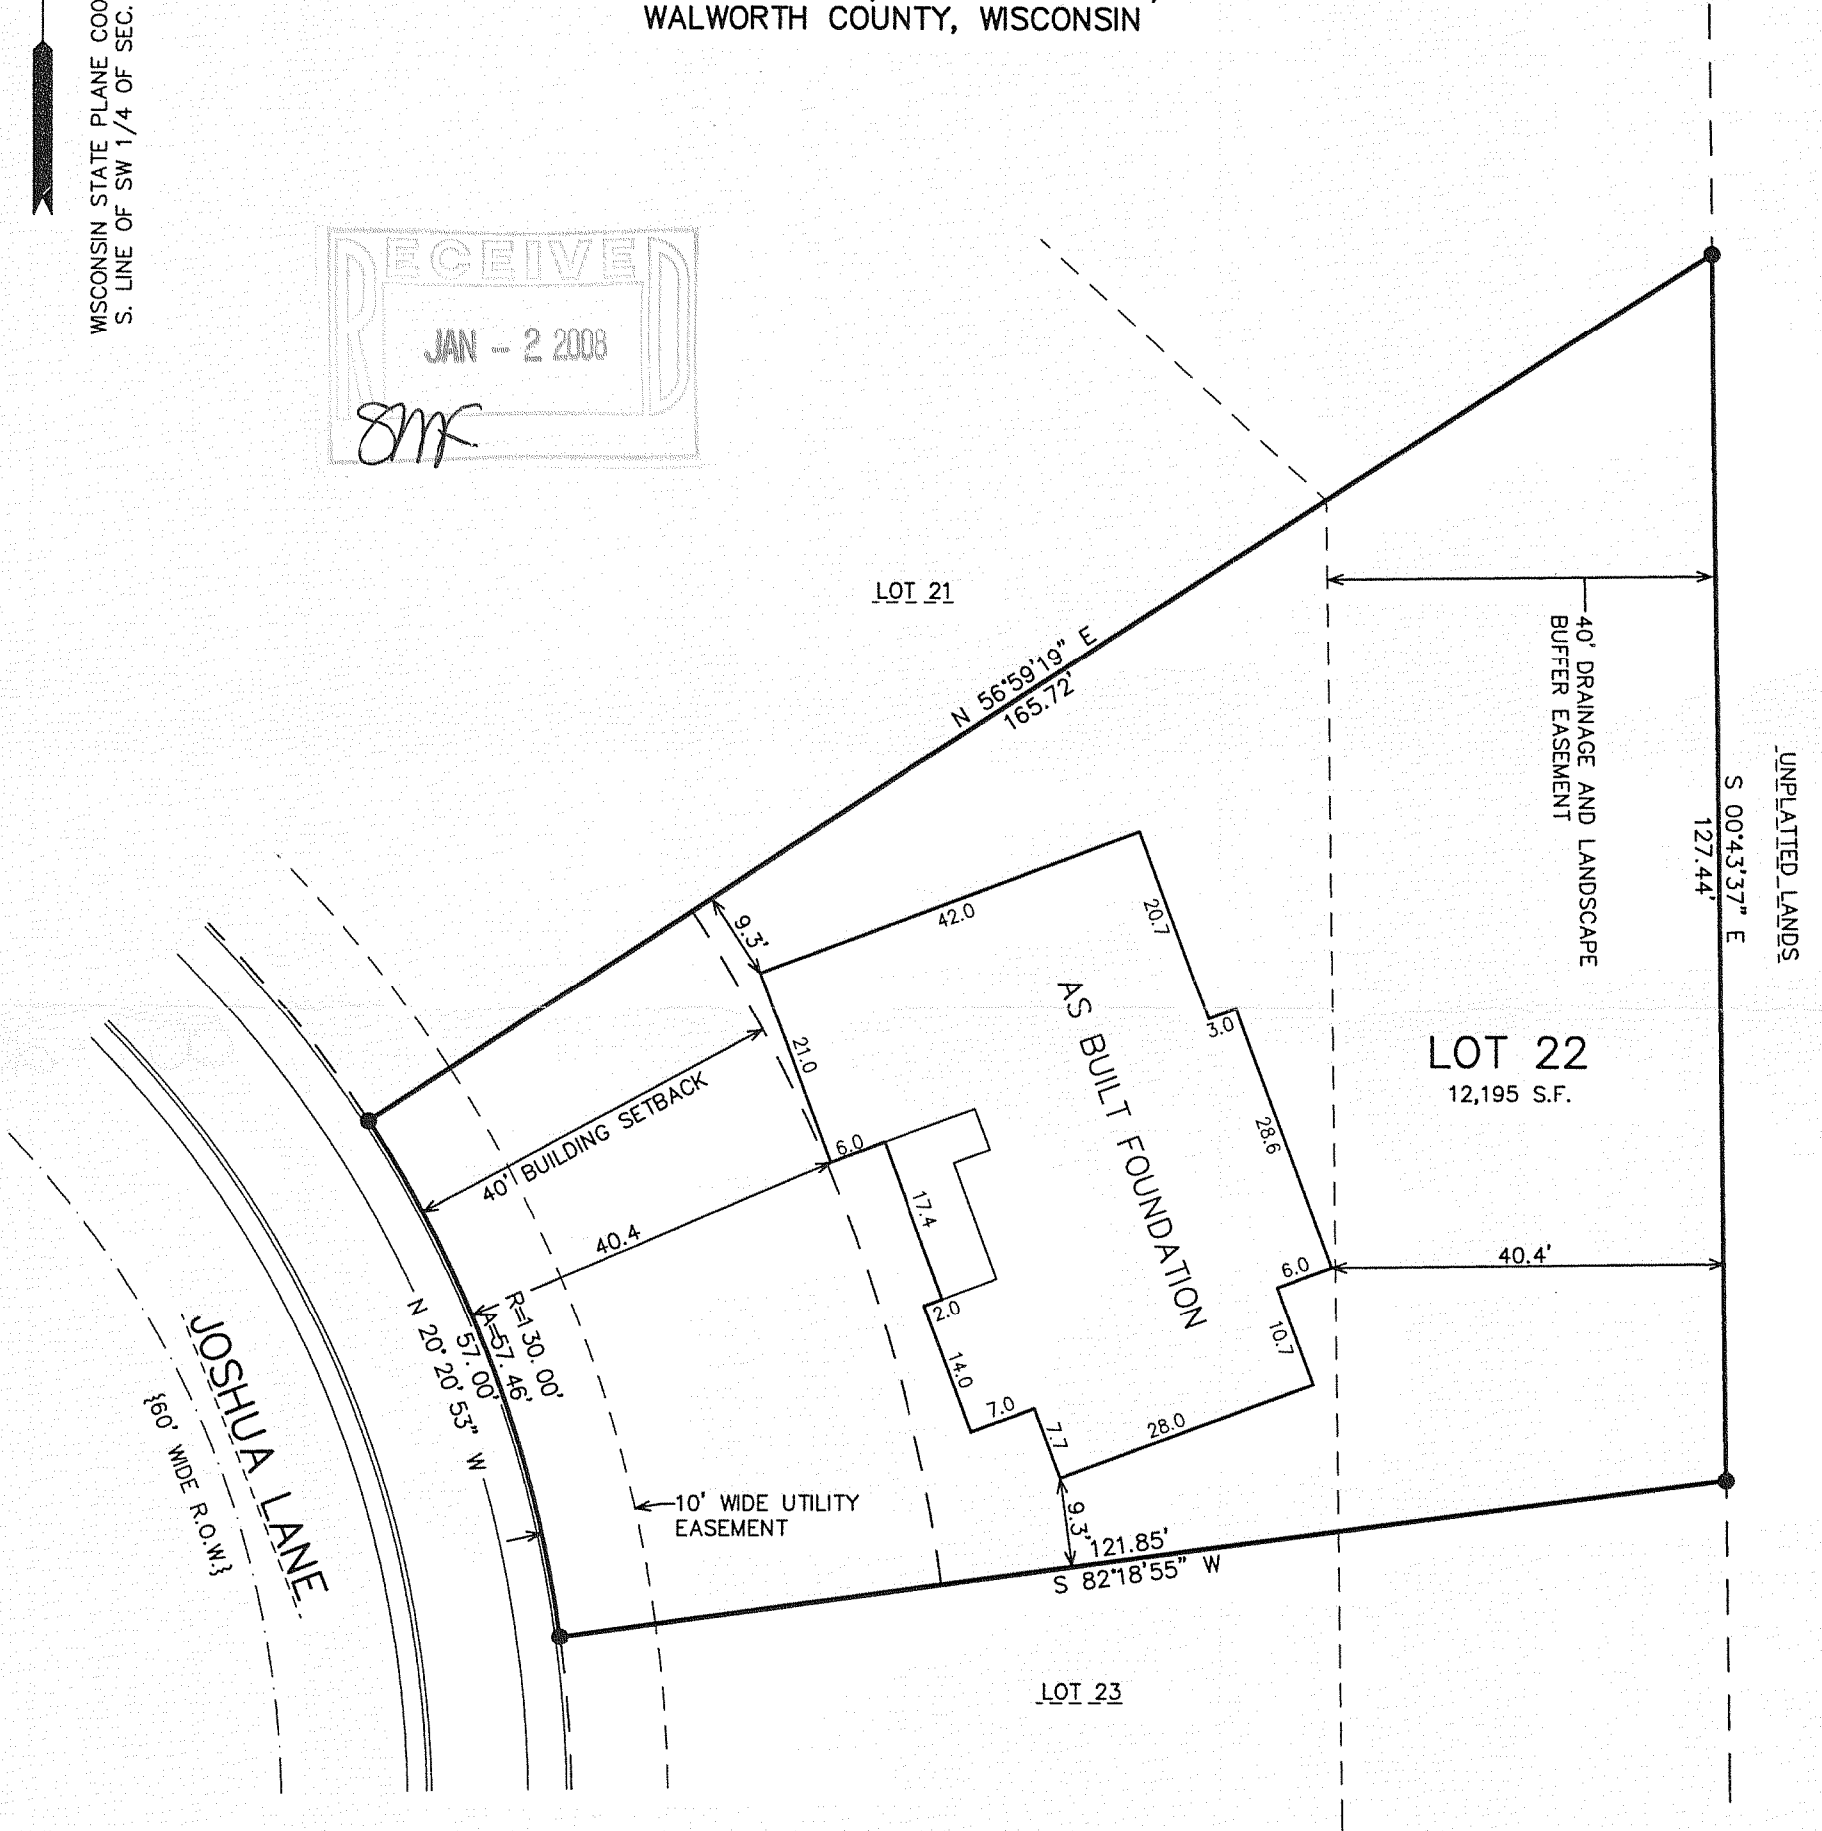 WALWORTH COUNTY, WISCONSIN
WISCONSIN STATE PLANE COO
S. LINE OF SW 1/4 OF SEC.
RECEIVED
JAN - 2 2008
LOT 21
N 56°59'19" E
165.72'
40' DRAINAGE AND LANDSCAPE
BUFFER EASEMENT
UNPLATTED LANDS
S 00°43'37" E
127.44'
LOT 22
12,195 S.F.
AS BUILT FOUNDATION
42.0
20.7
3.0
28.6
6.0
10.7
28.0
7.7
7.0
14.0
2.0
17.4
6.0
21.0
9.3'
40' BUILDING SETBACK
40.4
40.4'
R=130.00'
A=57.46'
57.00'
N 20°20'53" W
JOSHUA LANE
{60' WIDE R.O.W.}
10' WIDE UTILITY
EASEMENT
9.3'
121.85'
S 82°18'55" W
LOT 23